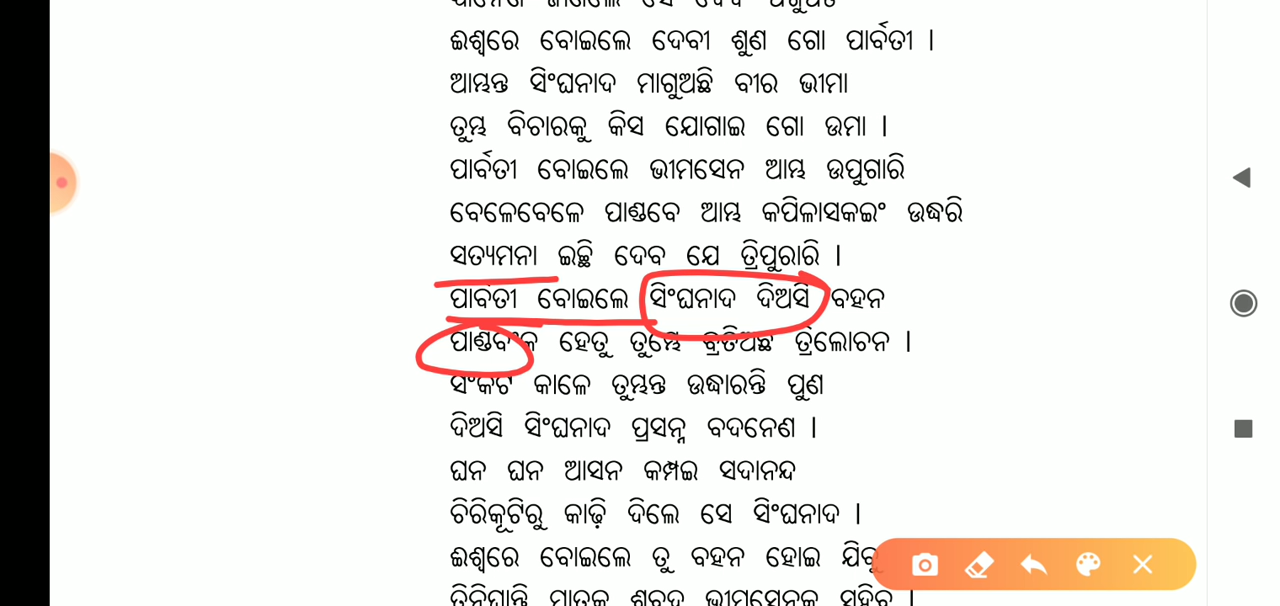 ଈଶ୍ୱରେ ବୋଇଲେ ଦେବୀ ଶୁଣ ଗୋ ପାର୍ବତୀ ।
ଆମ୍ଭନ୍ତ ସିଂଘନାଦ ମାଗୁଅଛି ବୀର ଭୀମା
ତୁମ୍ଭ ବିଚାରକୁ କିସ ଯୋଗାଇ ଗୋ ଉମା ।
ପାର୍ବତୀ ବୋଇଲେ ଭୀମସେନ ଆମ୍ଭ ଉପୁଗାରି
ବେଳେବେଳେ ପାଣ୍ଡବେ ଆମ୍ଭ କପିଳାସକଇଂ ଉଦ୍ଧରି
ସତ୍ୟମନା ଇଚ୍ଛି ଦେବ ଯେ ତ୍ରିପୁରାରି ।
ପାର୍ବତୀ ବୋଇଲେ ସିଂଘନାଦ ଦିଅସି ବହନ
ହେତୁ ତୁମ୍ଭେ ବ୍ରତିଅଛ ତ୍ରିଲୋଚନ ।
ସଂକଟ କାଳେ ତୁମ୍ଭନ୍ତ ଉଦ୍ଧାରନ୍ତି ପୁଣ
ଦିଅସି ସିଂଘନାଦ ପ୍ରସନ୍ନ ବଦନେଣ ।
ଘନ ଘନ ଆସନ କମ୍ପଇ ସଦାନନ୍ଦ
ଚିରିକୂଟିରୁ କାଢ଼ି ଦିଲେ ସେ ସିଂଘନାଦ ।
ଈଶ୍ୱରେ ବୋଇଲେ ତୁ ବହନ ହୋଇ